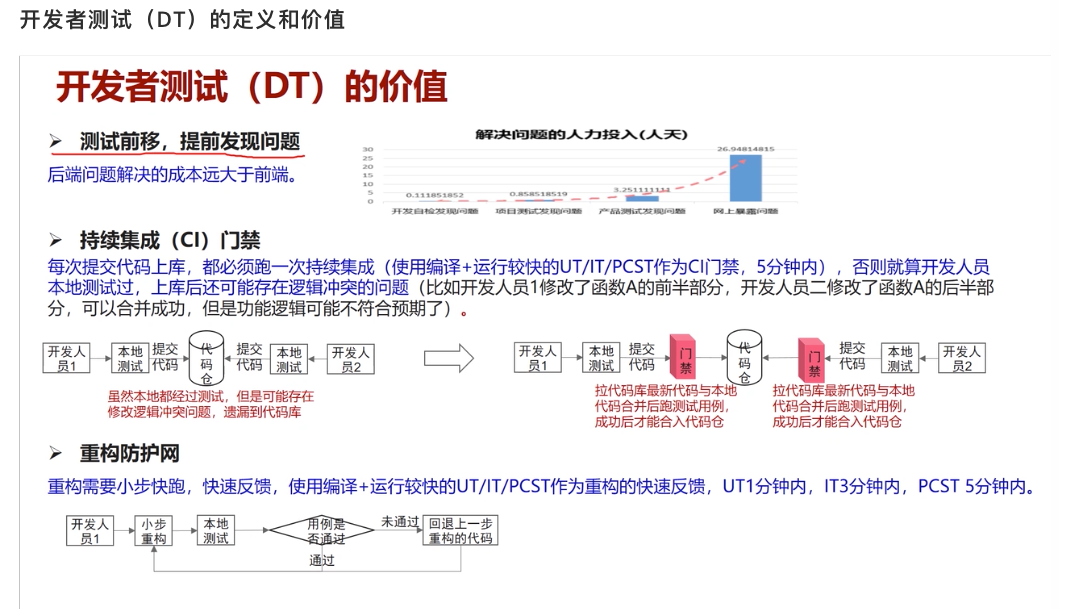 开发者测试（DT）的定义和价值
开发者测试（DT）的价值
测试前移，提前发现问题
后端问题解决的成本远大于前端。
解决问题的人力投入(人天)
30
25
20
15
10
5
0
0.111851852
0.858518519
3.251111111
26.94814815
开发自检发现问题
项目测试发现问题
产品测试发现问题
网上暴露问题
持续集成（CI）门禁
每次提交代码上库，都必须跑一次持续集成（使用编译+运行较快的UT/IT/PCST作为CI门禁，5分钟内），否则就算开发人员
本地测试过，上库后还可能存在逻辑冲突的问题（比如开发人员1修改了函数A的前半部分，开发人员二修改了函数A的后半部
分，可以合并成功，但是功能逻辑可能不符合预期了）。
开发人
员1
本地
测试
提交
代码
代
码
仓
提交
代码
本地
测试
开发人
员2
虽然本地都经过测试，但是可能存在
修改逻辑冲突问题，遗漏到代码库
开发人
员1
本地
测试
提交
代码
门
禁
代
码
仓
门
禁
提交
代码
本地
测试
开发人
员2
拉代码库最新代码与本地
代码合并后跑测试用例，
成功后才能合入代码仓
拉代码库最新代码与本地
代码合并后跑测试用例，
成功后才能合入代码仓
重构防护网
重构需要小步快跑，快速反馈，使用编译+运行较快的UT/IT/PCST作为重构的快速反馈，UT1分钟内，IT3分钟内，PCST 5分钟内。
开发人
员1
小步
重构
本地
测试
用例是
否通过
未通过
回退上一步
重构的代码
通过